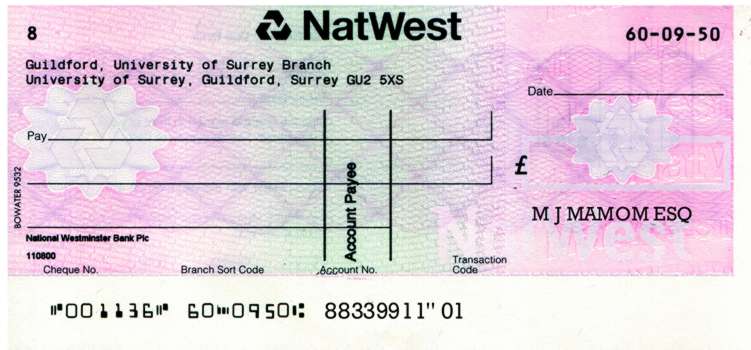 8
NatWest
60-09-50
Guildford, University of Surrey Branch
University of Surrey, Guildford, Surrey GU2 5XS
Date
Pay
Account Payee
£
BOWATER 9532
M J MAMOM ESQ
NatWest
National Westminster Bank Plc
110800
Cheque No. Branch Sort Code Account No. Transaction Code
⑈001136⑈ 60⑉0950⑆ 88339911" 01